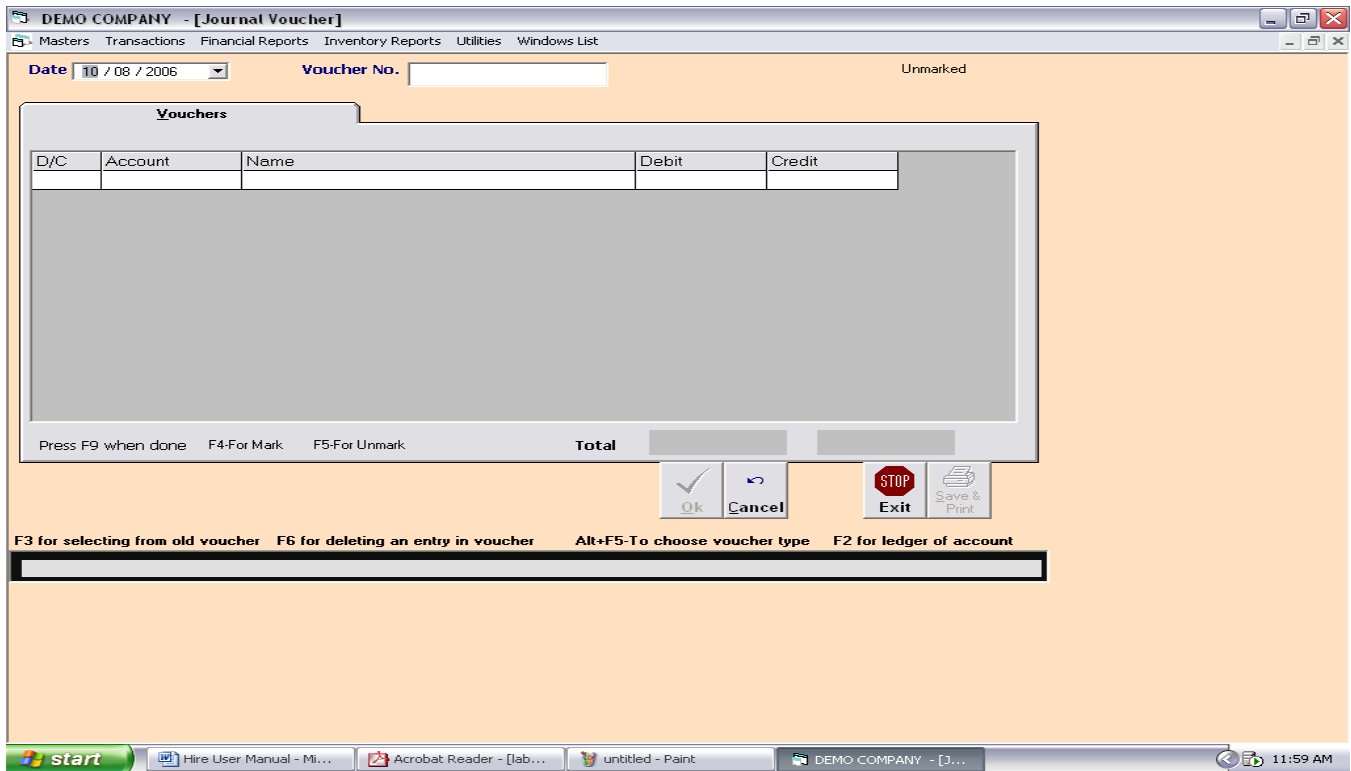 DEMO COMPANY - [Journal Voucher]
Masters Transactions Financial Reports Inventory Reports Utilities Windows List
Date 10 / 08 / 2006 Voucher No. Unmarked
Vouchers
D/C Account Name Debit Credit
Press F9 when done F4-For Mark F5-For Unmark Total
STOP
Ok Cancel Exit Save & Print
F3 for selecting from old voucher F6 for deleting an entry in voucher Alt+F5-To choose voucher type F2 for ledger of account
start Hire User Manual - Mi... Acrobat Reader - [lab... untitled - Paint DEMO COMPANY - [J... 11:59 AM